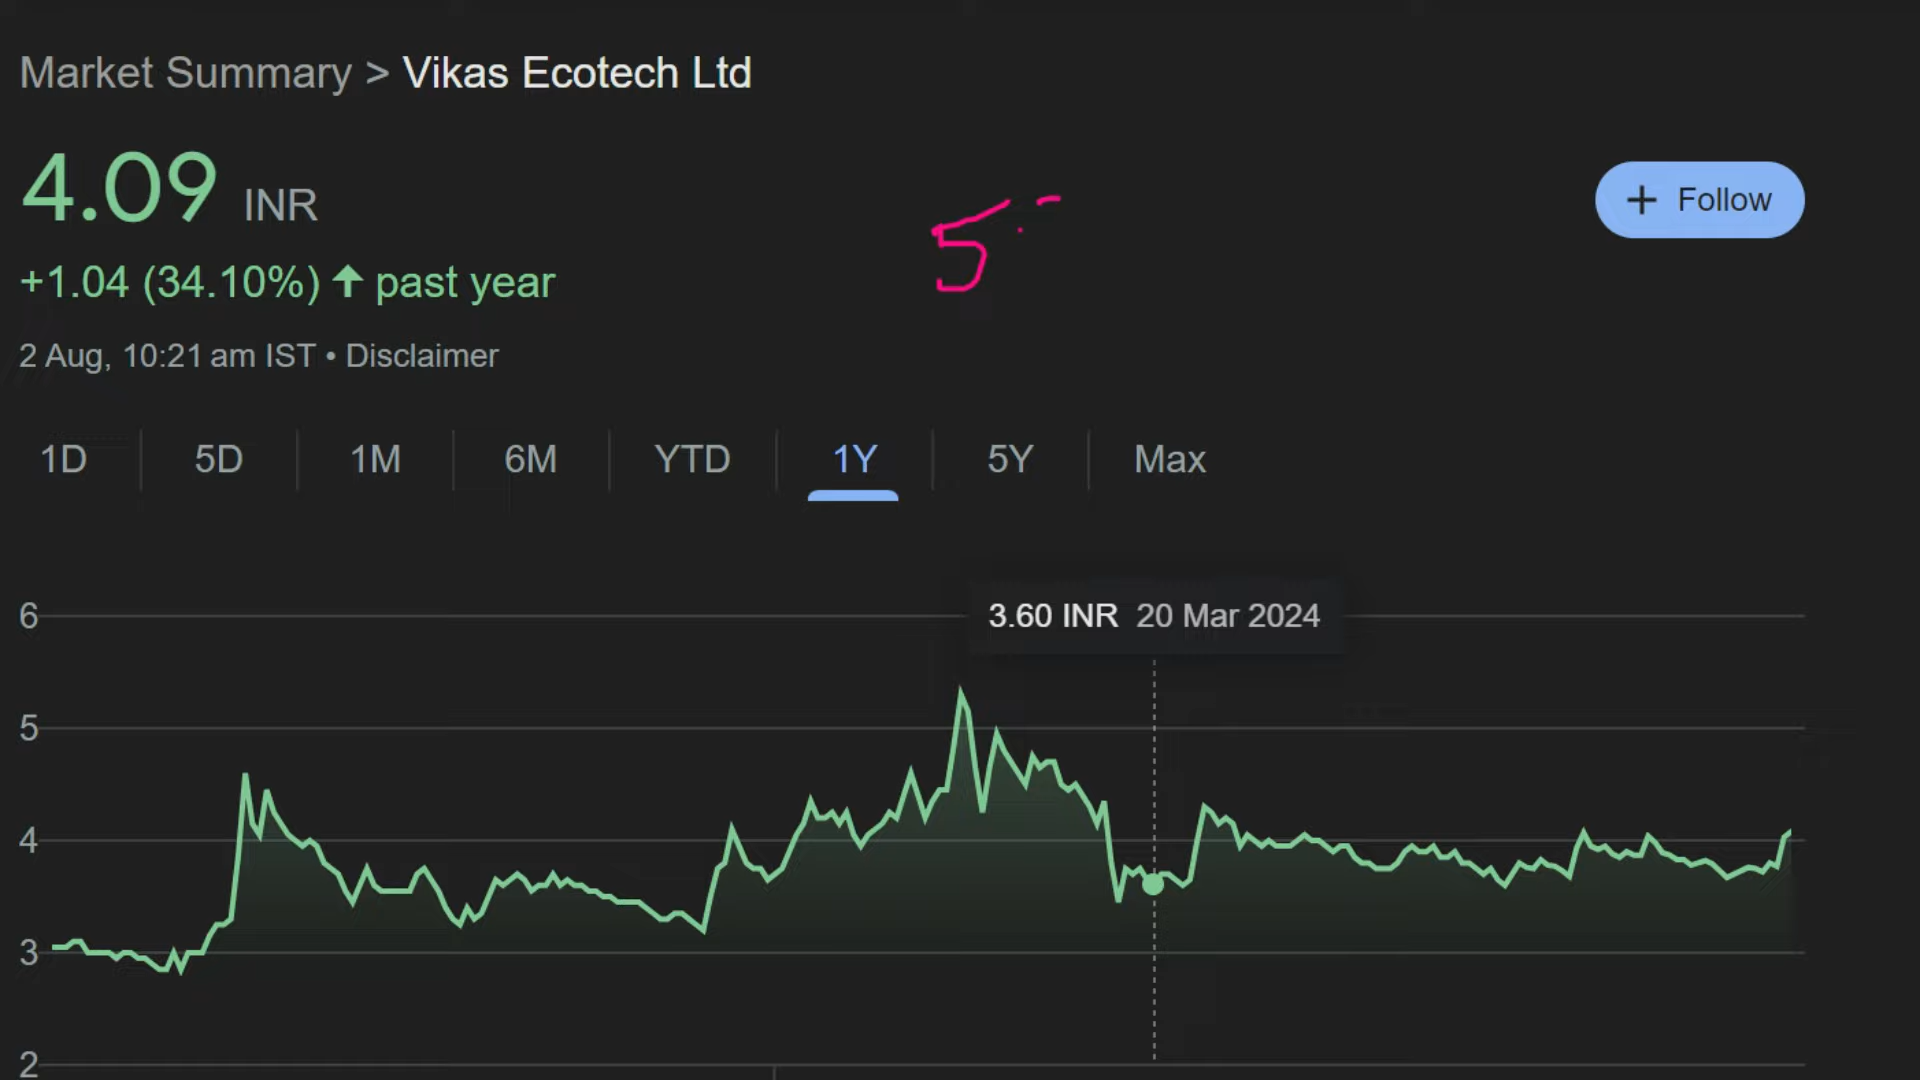 Market Summary > Vikas Ecotech Ltd
4.09 INR
+ Follow
5
+1.04 (34.10%) ↑ past year
2 Aug, 10:21 am IST • Disclaimer
1D 5D 1M 6M YTD 1Y 5Y Max
3.60 INR 20 Mar 2024
6
5
4
3
2